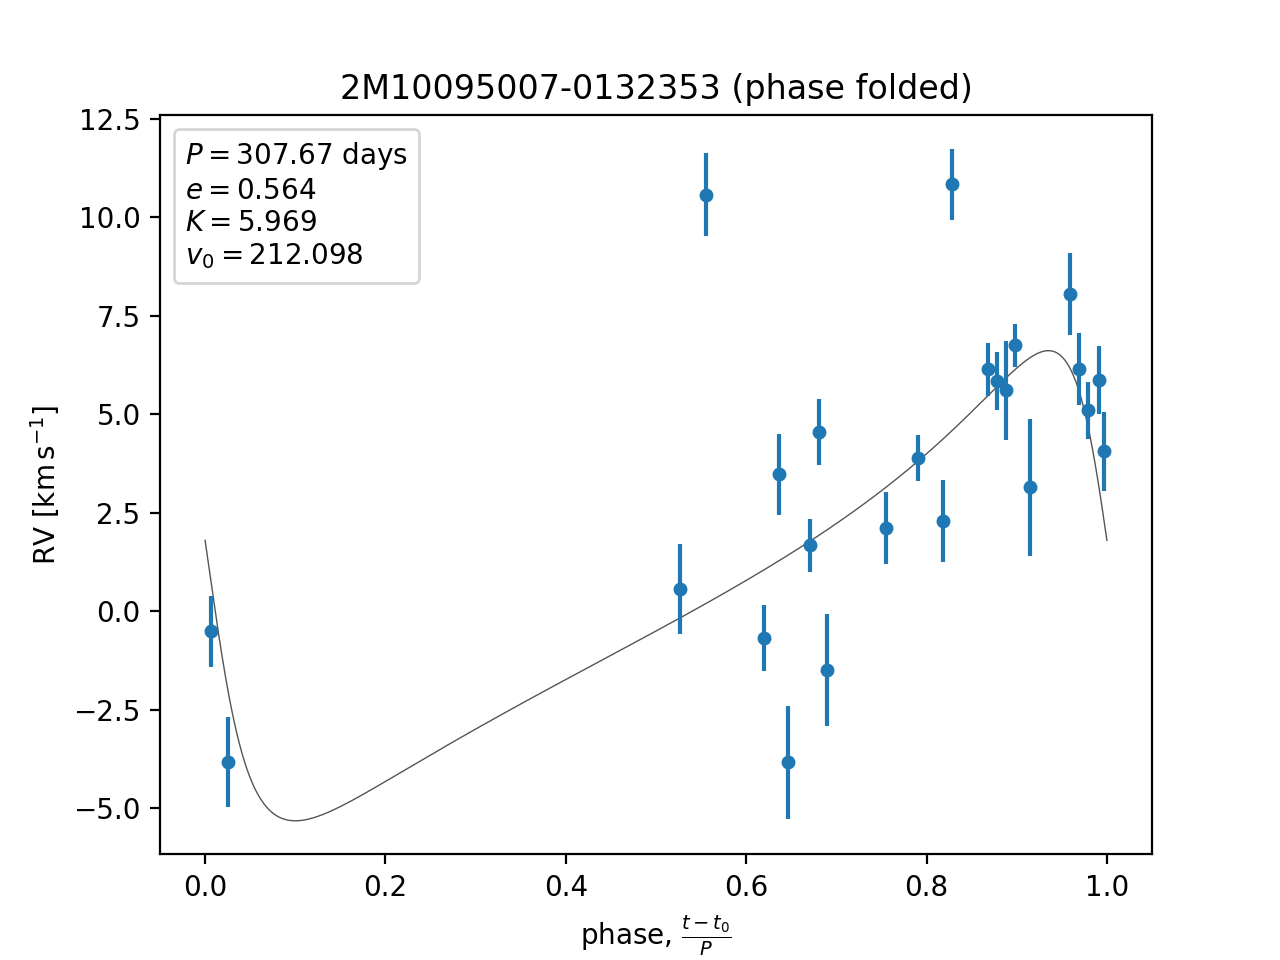 2M10095007-0132353 (phase folded)
P = 307.67 days
e = 0.564
K = 5.969
v₀ = 212.098
12.5
10.0
7.5
5.0
2.5
0.0
−2.5
−5.0
RV [km s⁻¹]
0.0 0.2 0.4 0.6 0.8 1.0
phase, (t − t₀)/P